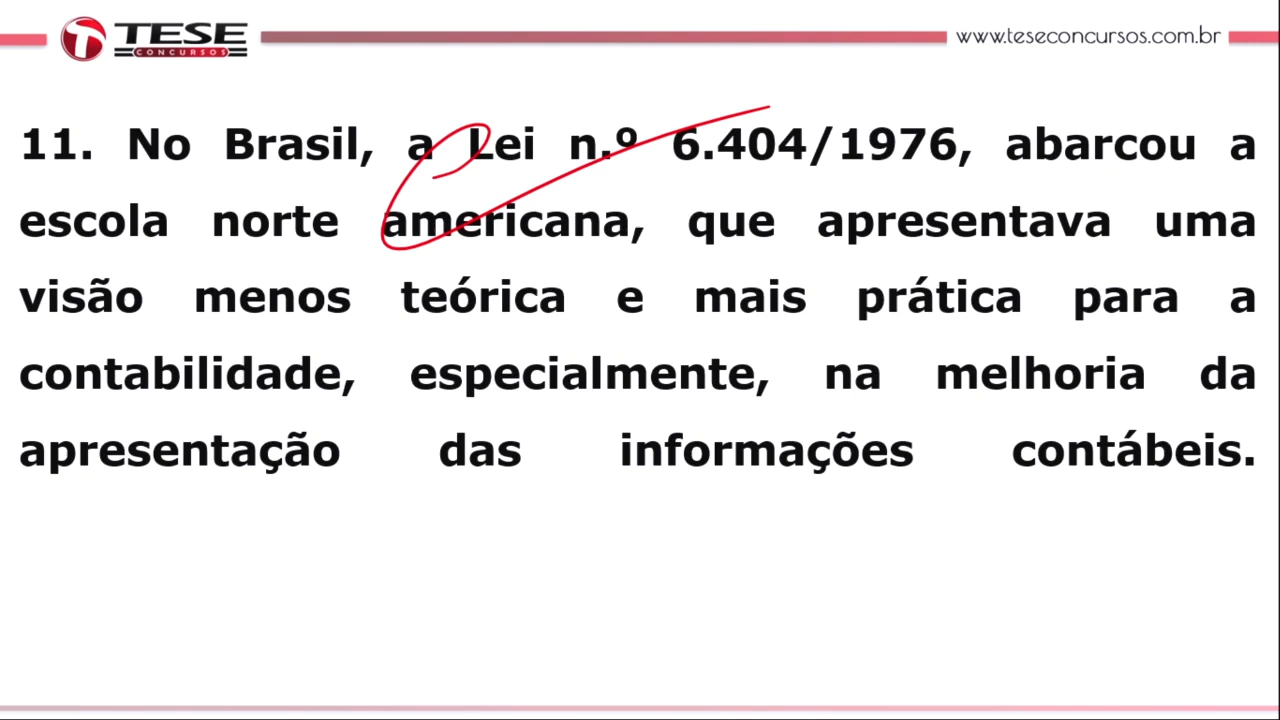 TESE
CONCURSOS
www.teseconcursos.com.br
11. No Brasil, a Lei n.º 6.404/1976, abarcou a
escola norte americana, que apresentava uma
visão menos teórica e mais prática para a
contabilidade, especialmente, na melhoria da
apresentação das informações contábeis.